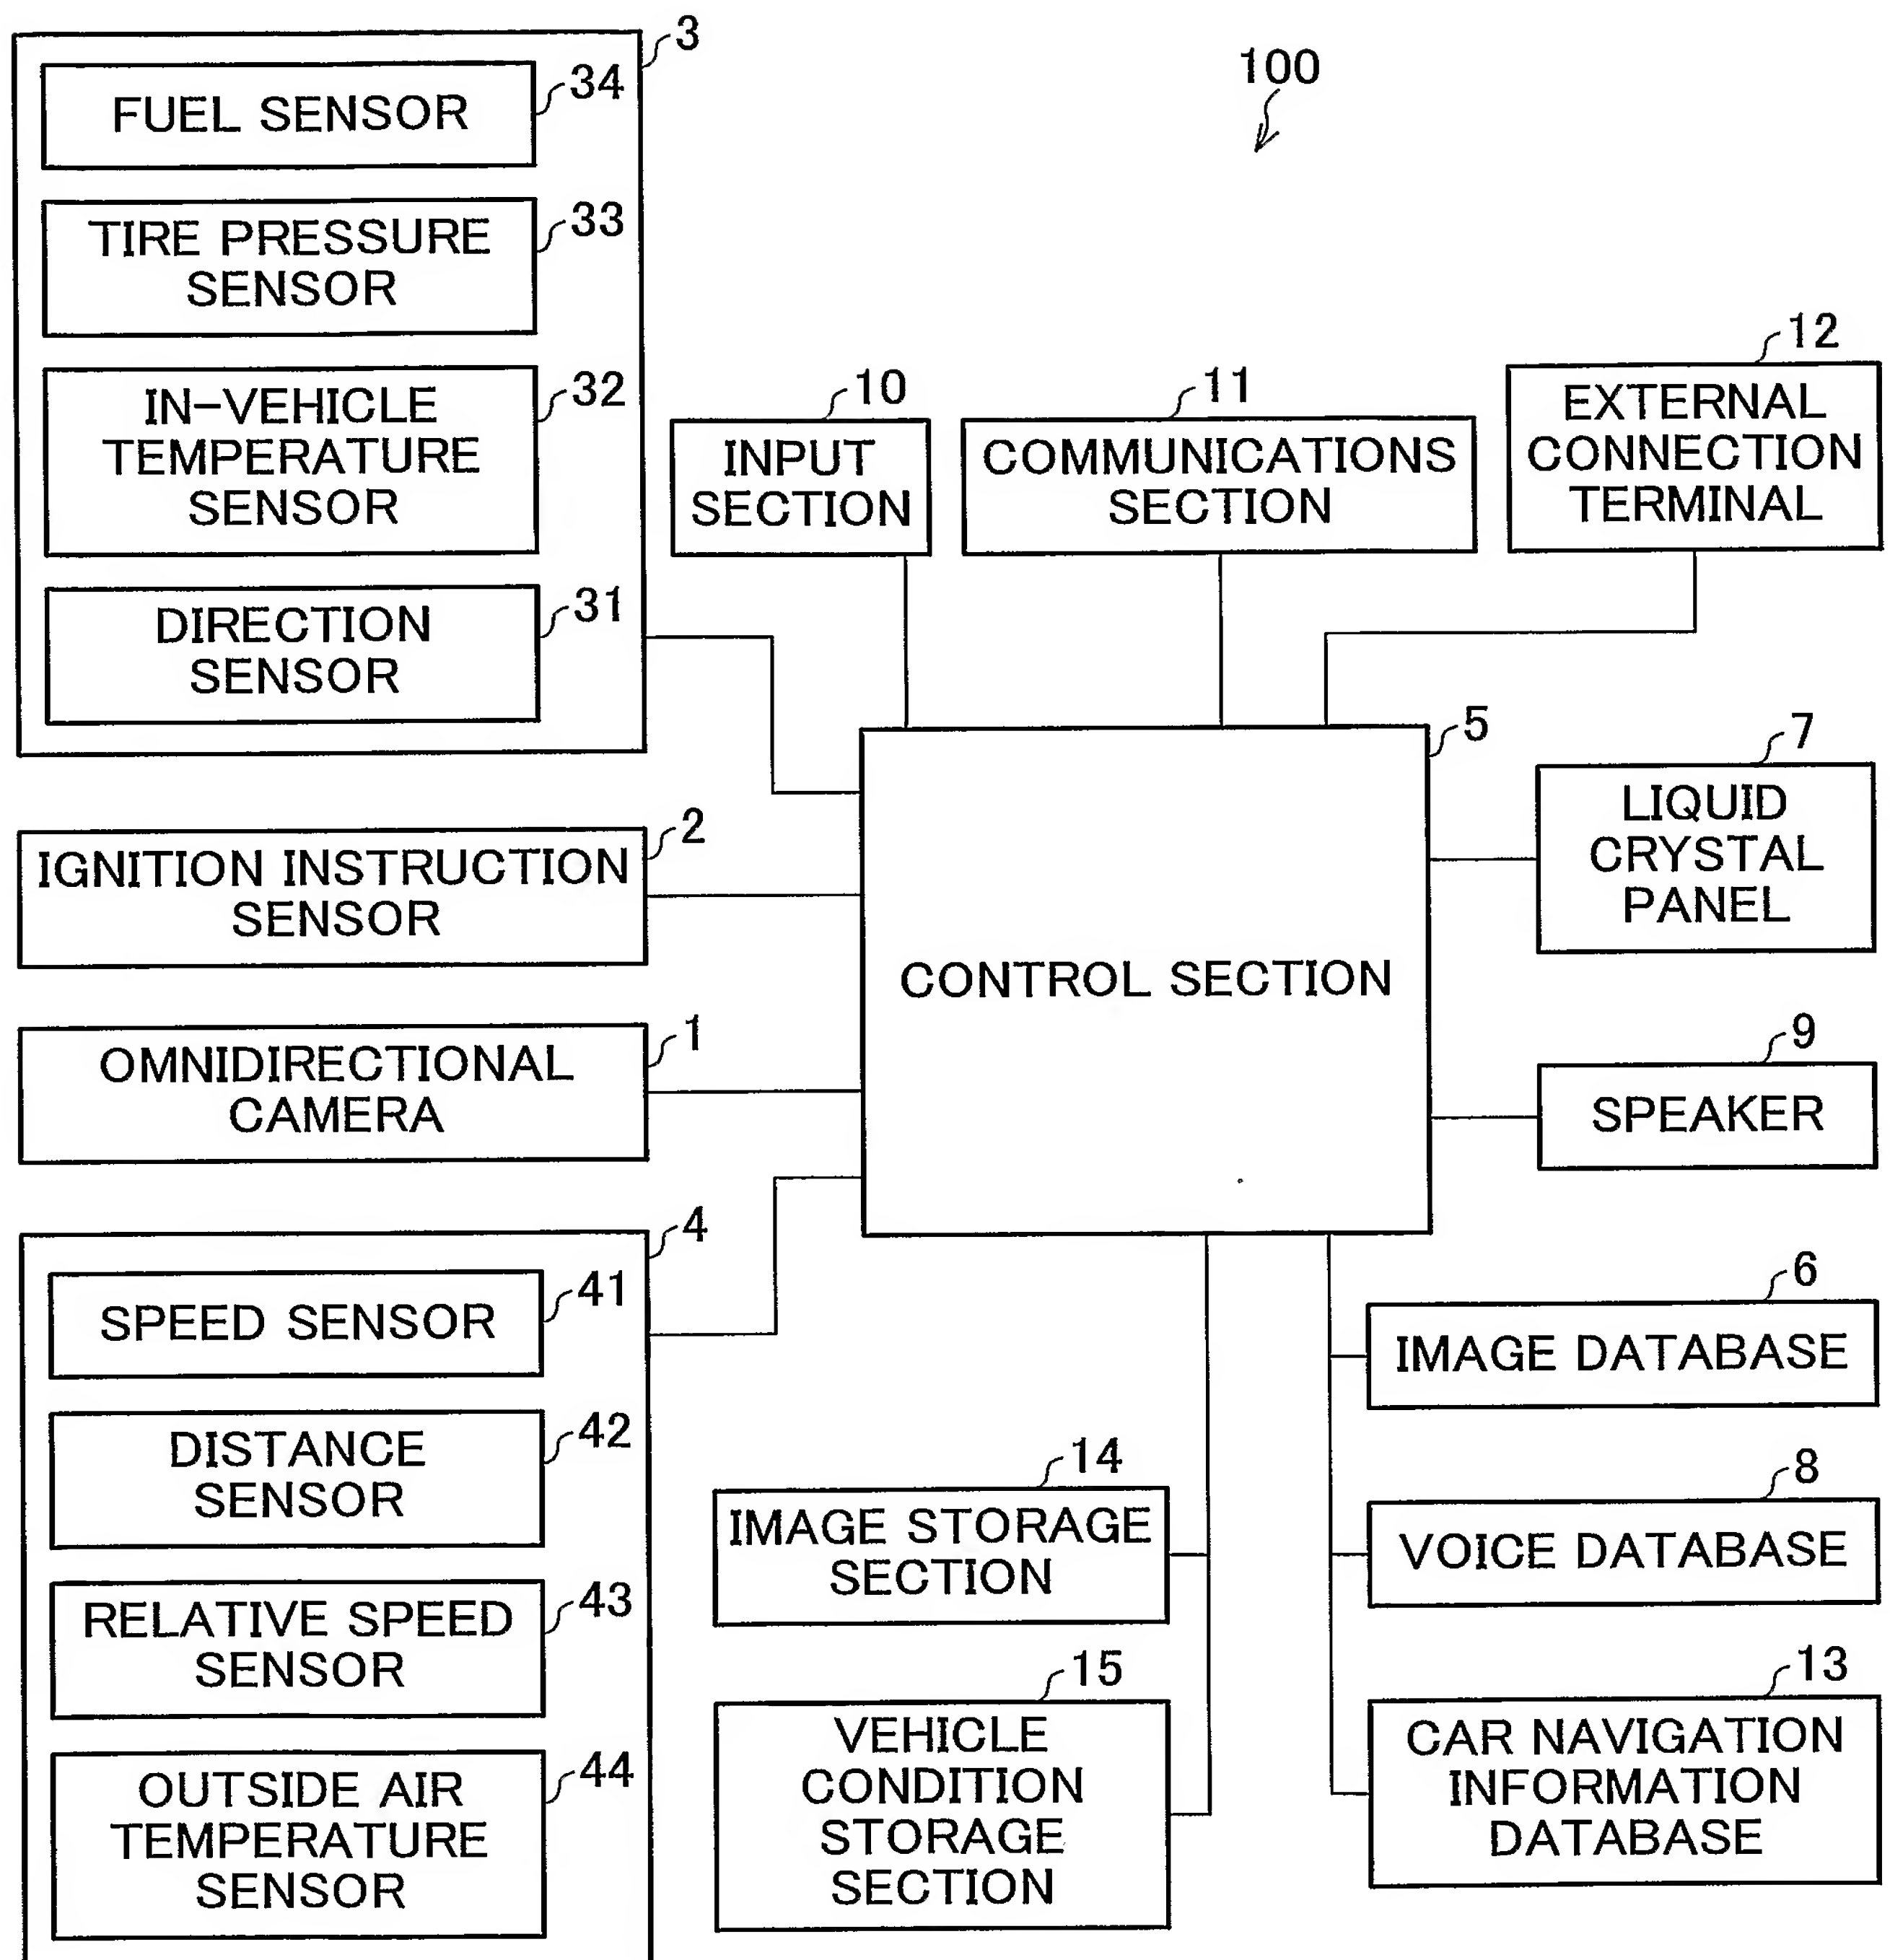 3
34
FUEL SENSOR
33
TIRE PRESSURE
SENSOR
32
IN-VEHICLE
TEMPERATURE
SENSOR
31
DIRECTION
SENSOR
100
10
INPUT
SECTION
11
COMMUNICATIONS
SECTION
12
EXTERNAL
CONNECTION
TERMINAL
2
IGNITION INSTRUCTION
SENSOR
1
OMNIDIRECTIONAL
CAMERA
5
CONTROL SECTION
7
LIQUID
CRYSTAL
PANEL
9
SPEAKER
4
41
SPEED SENSOR
42
DISTANCE
SENSOR
43
RELATIVE SPEED
SENSOR
44
OUTSIDE AIR
TEMPERATURE
SENSOR
14
IMAGE STORAGE
SECTION
15
VEHICLE
CONDITION
STORAGE
SECTION
6
IMAGE DATABASE
8
VOICE DATABASE
13
CAR NAVIGATION
INFORMATION
DATABASE